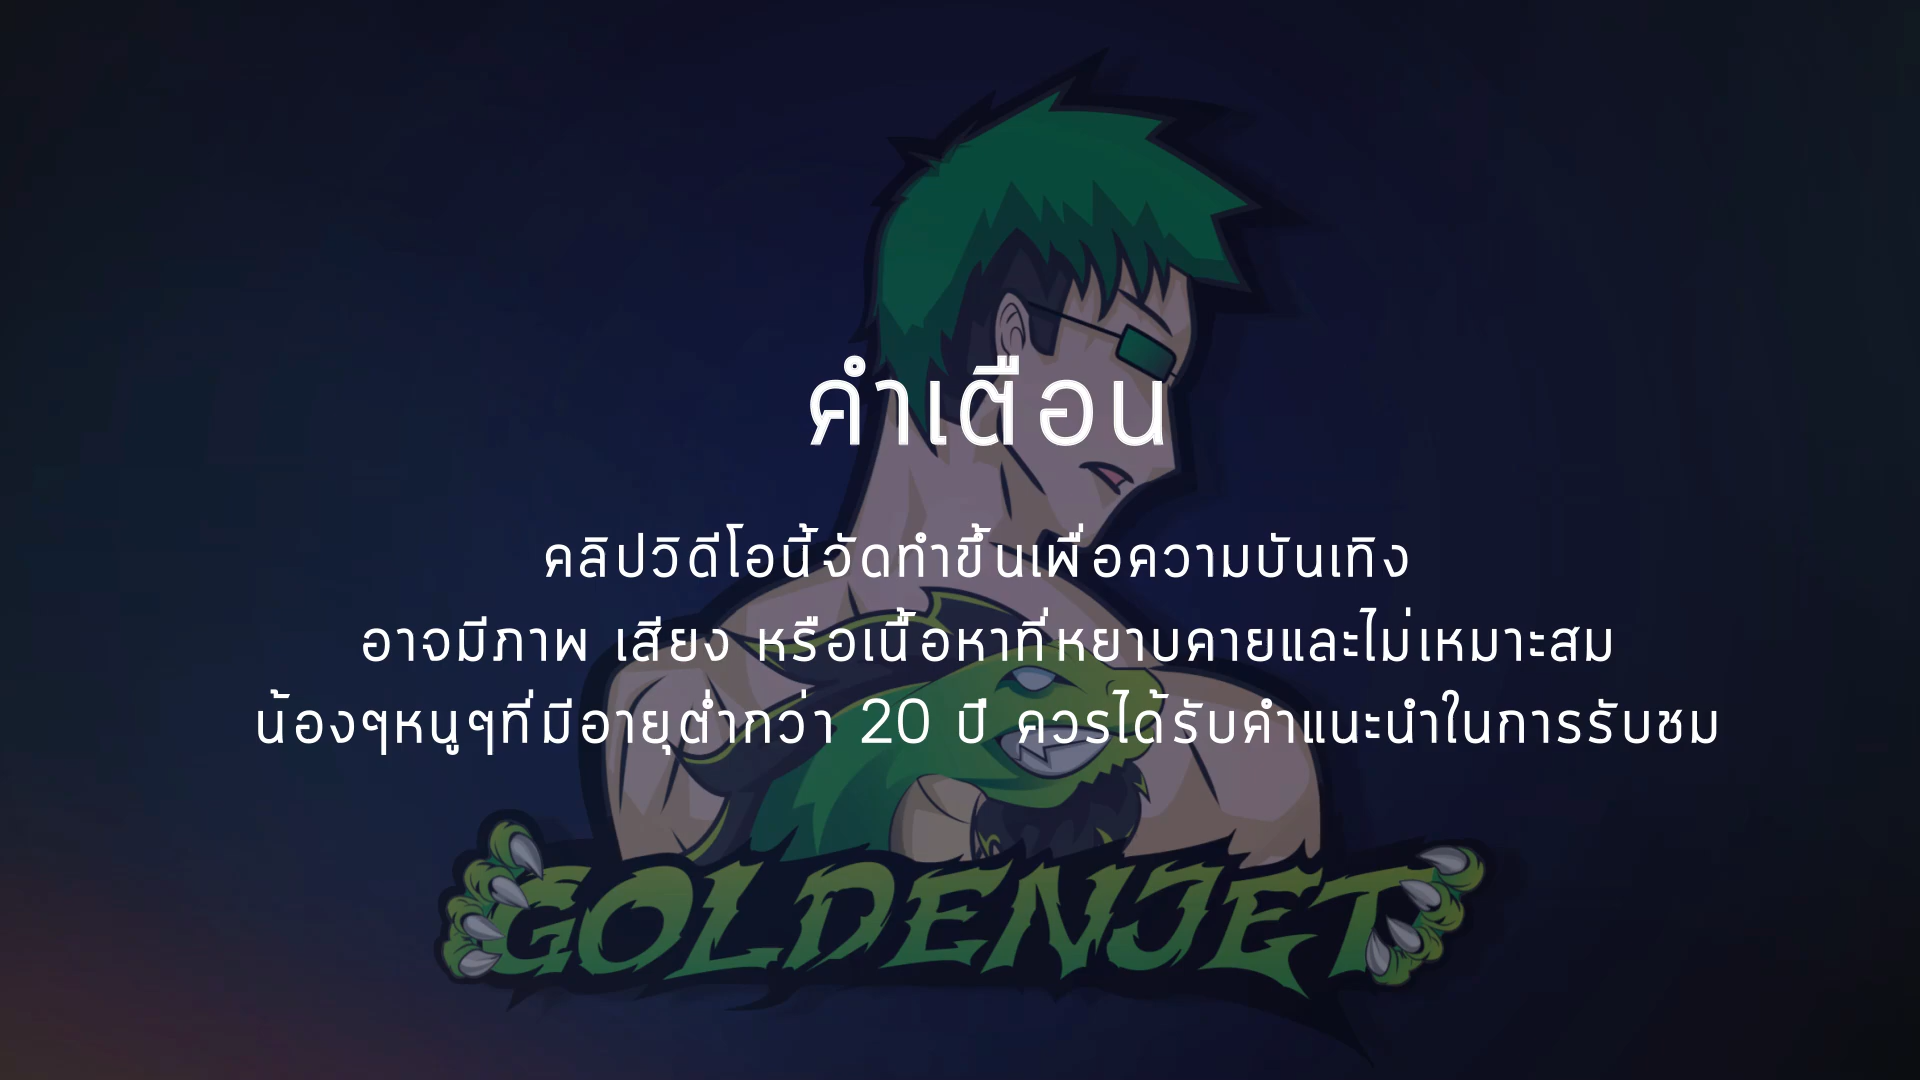 คำเตือน
คลิปวิดีโอนี้จัดทำขึ้นเพื่อความบันเทิง
อาจมีภาพ เสียง หรือเนื้อหาที่หยาบคายและไม่เหมาะสม
น้องๆหนูๆที่มีอายุต่ำกว่า 20 ปี ควรได้รับคำแนะนำในการรับชม
GOLDENJET